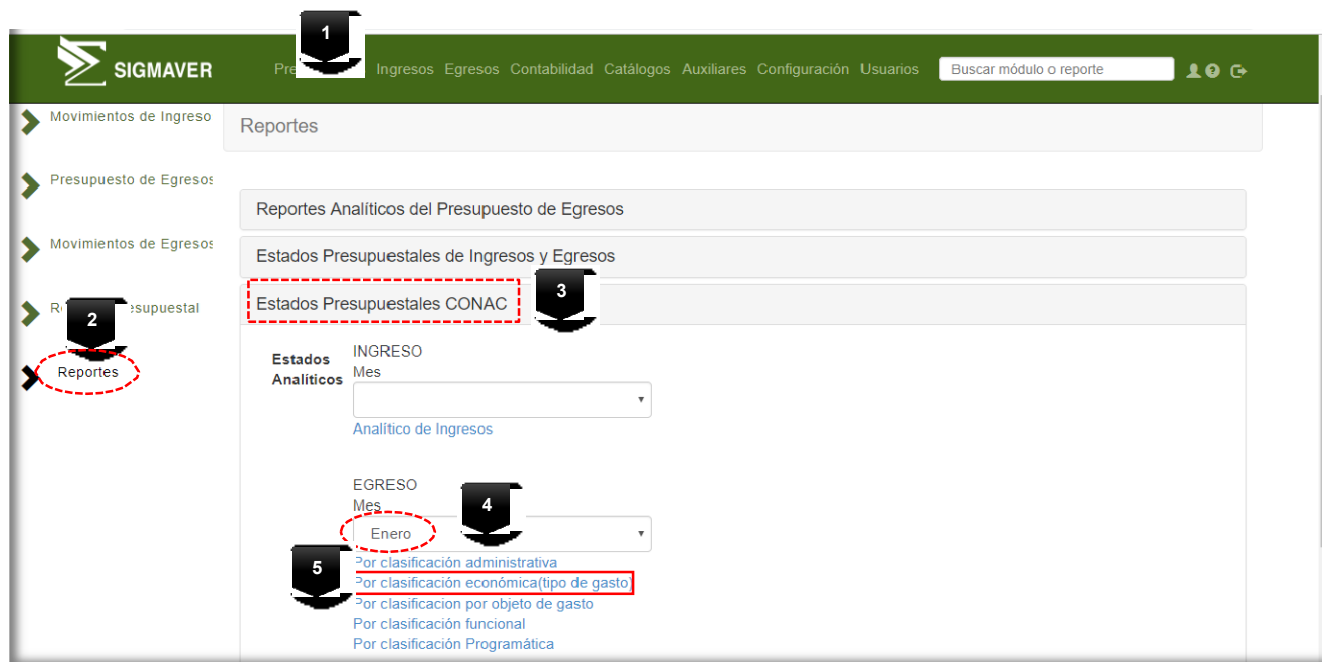 1
SIGMAVER
Pre Ingresos Egresos Contabilidad Catálogos Auxiliares Configuración Usuarios Buscar módulo o reporte
Movimientos de Ingreso
Presupuesto de Egresos
Movimientos de Egresos
R esupuestal
2
Reportes
Reportes
Reportes Analíticos del Presupuesto de Egresos
Estados Presupuestales de Ingresos y Egresos
Estados Presupuestales CONAC
3
Estados
Analíticos
INGRESO
Mes
Analítico de Ingresos
EGRESO
Mes
4
Enero
5
Por clasificación administrativa
Por clasificación económica(tipo de gasto)
Por clasificacion por objeto de gasto
Por clasificación funcional
Por clasificación Programática